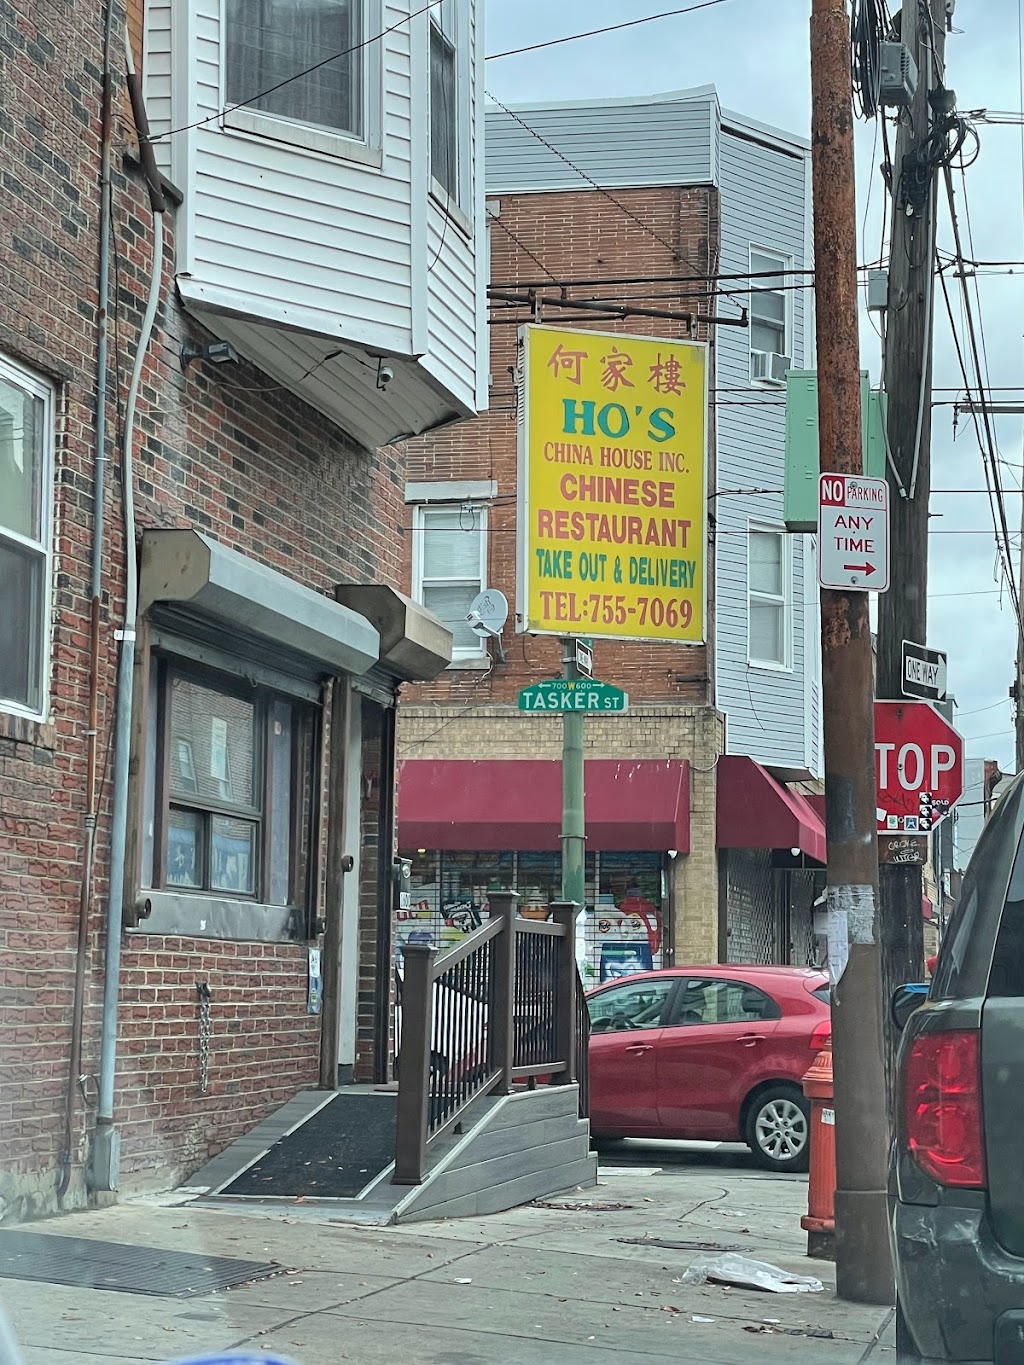 何家樓
HO'S
CHINA HOUSE INC.
CHINESE
RESTAURANT
TAKE OUT & DELIVERY
TEL:755-7069
700 W 600
TASKER ST
NO PARKING
ANY
TIME
ONE WAY
TOP